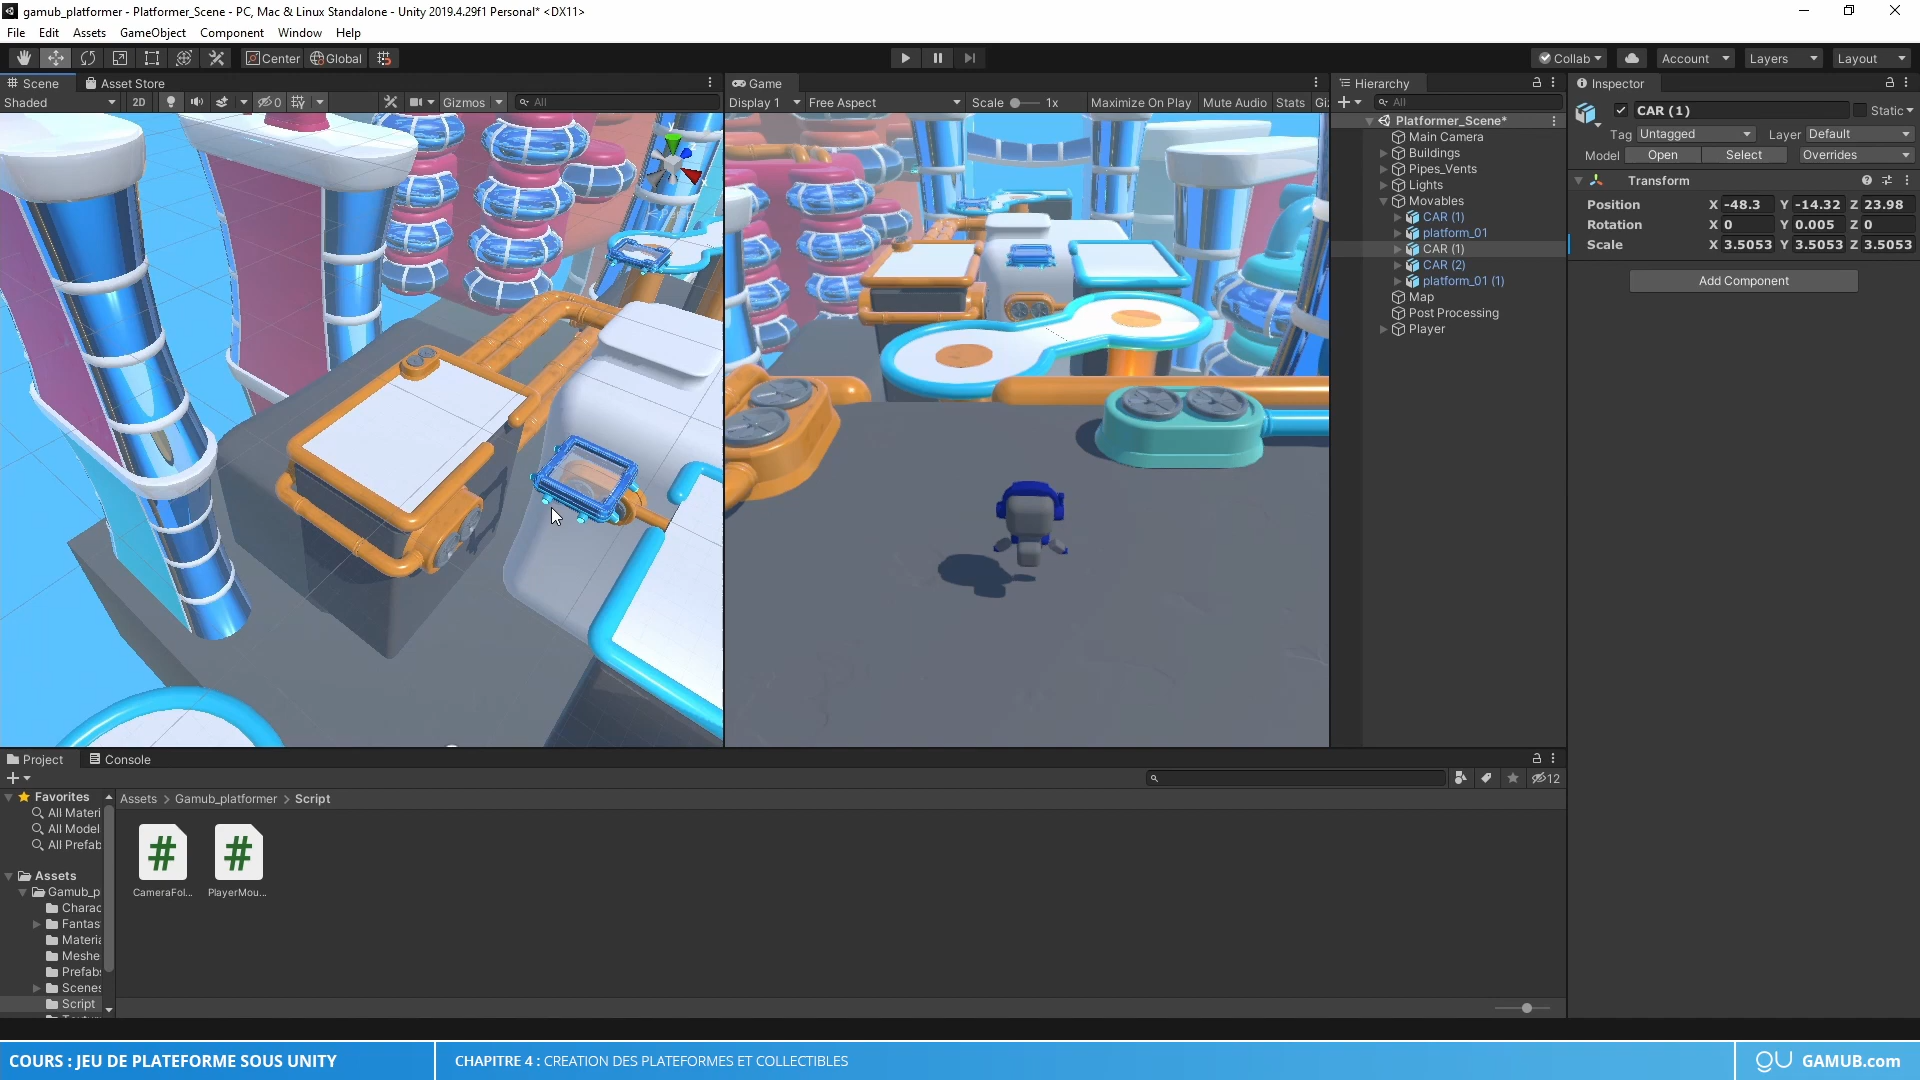 gamub_platformer - Platformer_Scene - PC, Mac & Linux Standalone - Unity 2019.4.29f1 Personal* <DX11>
File Edit Assets GameObject Component Window Help
Center Global
Collab Account Layers Layout
Scene Asset Store
Shaded 2D 0 Gizmos All
Game
Display 1 Free Aspect Scale 1x Maximize On Play Mute Audio Stats Giz
Hierarchy
All
Platformer_Scene*
Main Camera
Buildings
Pipes_Vents
Lights
Movables
CAR (1)
platform_01
CAR (1)
CAR (2)
platform_01 (1)
Map
Post Processing
Player
Inspector
CAR (1) Static
Tag Untagged Layer Default
Model Open Select Overrides
Transform
Position X -48.3 Y -14.32 Z 23.98
Rotation X 0 Y 0.005 Z 0
Scale X 3.5053 Y 3.5053 Z 3.5053
Add Component
Project Console
12
Favorites
All Materi
All Model
All Prefab
Assets
Gamub_p
Charac
Fantas
Materia
Meshe
Prefabs
Scenes
Script
Assets > Gamub_platformer > Script
CameraFol... PlayerMou...
COURS : JEU DE PLATEFORME SOUS UNITY
CHAPITRE 4 : CREATION DES PLATEFORMES ET COLLECTIBLES
GAMUB.com